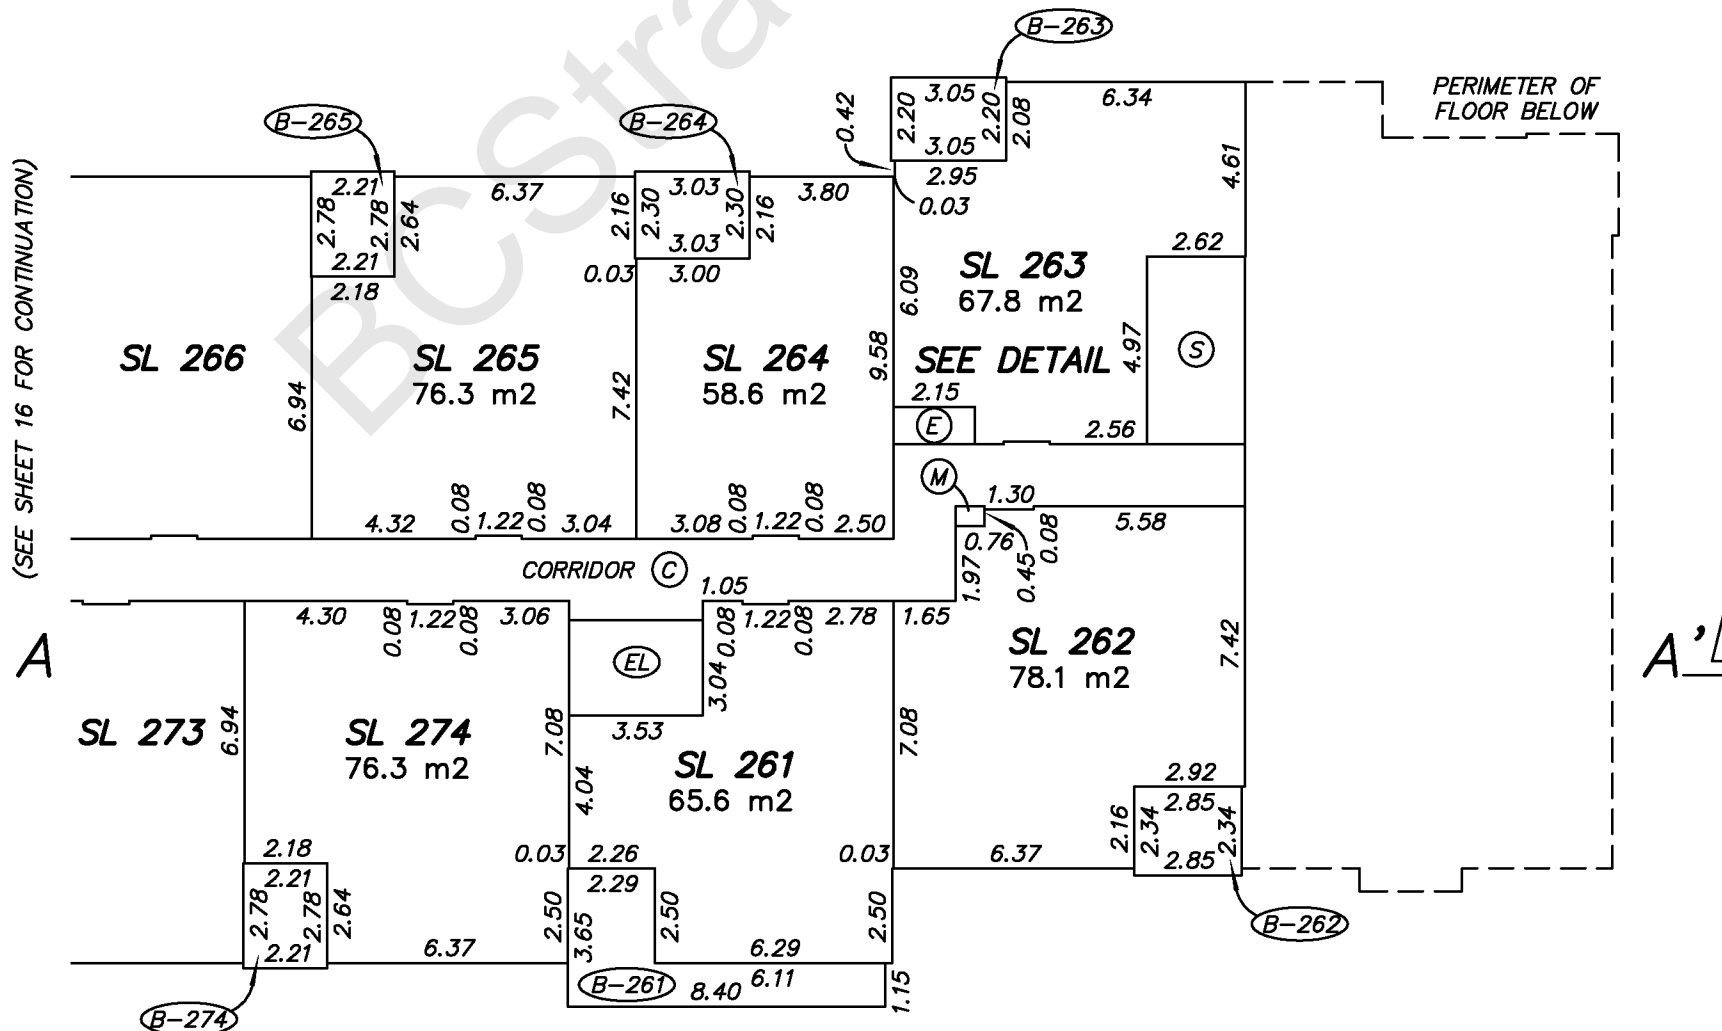 B-263
PERIMETER OF
FLOOR BELOW
3.05
2.20
2.20
2.08
3.05
6.34
0.42
2.95
0.03
4.61
B-265
B-264
(SEE SHEET 16 FOR CONTINUATION)
2.21
2.78
2.78
2.64
2.21
2.18
6.37
2.16
2.30
3.03
2.30
2.16
3.03
3.80
0.03
3.00
2.62
SL 263
67.8 m2
6.09
SL 266
SL 265
76.3 m2
SL 264
58.6 m2
SEE DETAIL
4.97
S
6.94
7.42
9.58
2.15
E
2.56
M
1.30
4.32
0.08
1.22
0.08
3.04
3.08
0.08
1.22
0.08
2.50
5.58
0.76
0.45
0.08
1.97
CORRIDOR C
1.05
4.30
0.08
1.22
0.08
3.06
0.08
1.22
0.08
2.78
1.65
A
EL
3.04
SL 262
78.1 m2
7.42
A'
SL 273
6.94
SL 274
76.3 m2
7.08
3.53
SL 261
65.6 m2
7.08
4.04
2.92
2.85
2.16
2.34
2.34
2.85
2.18
0.03
2.26
0.03
6.37
2.21
2.78
2.78
2.64
2.21
2.29
2.50
3.65
2.50
2.50
6.37
6.29
B-262
B-261
8.40
6.11
1.15
B-274
BCStra